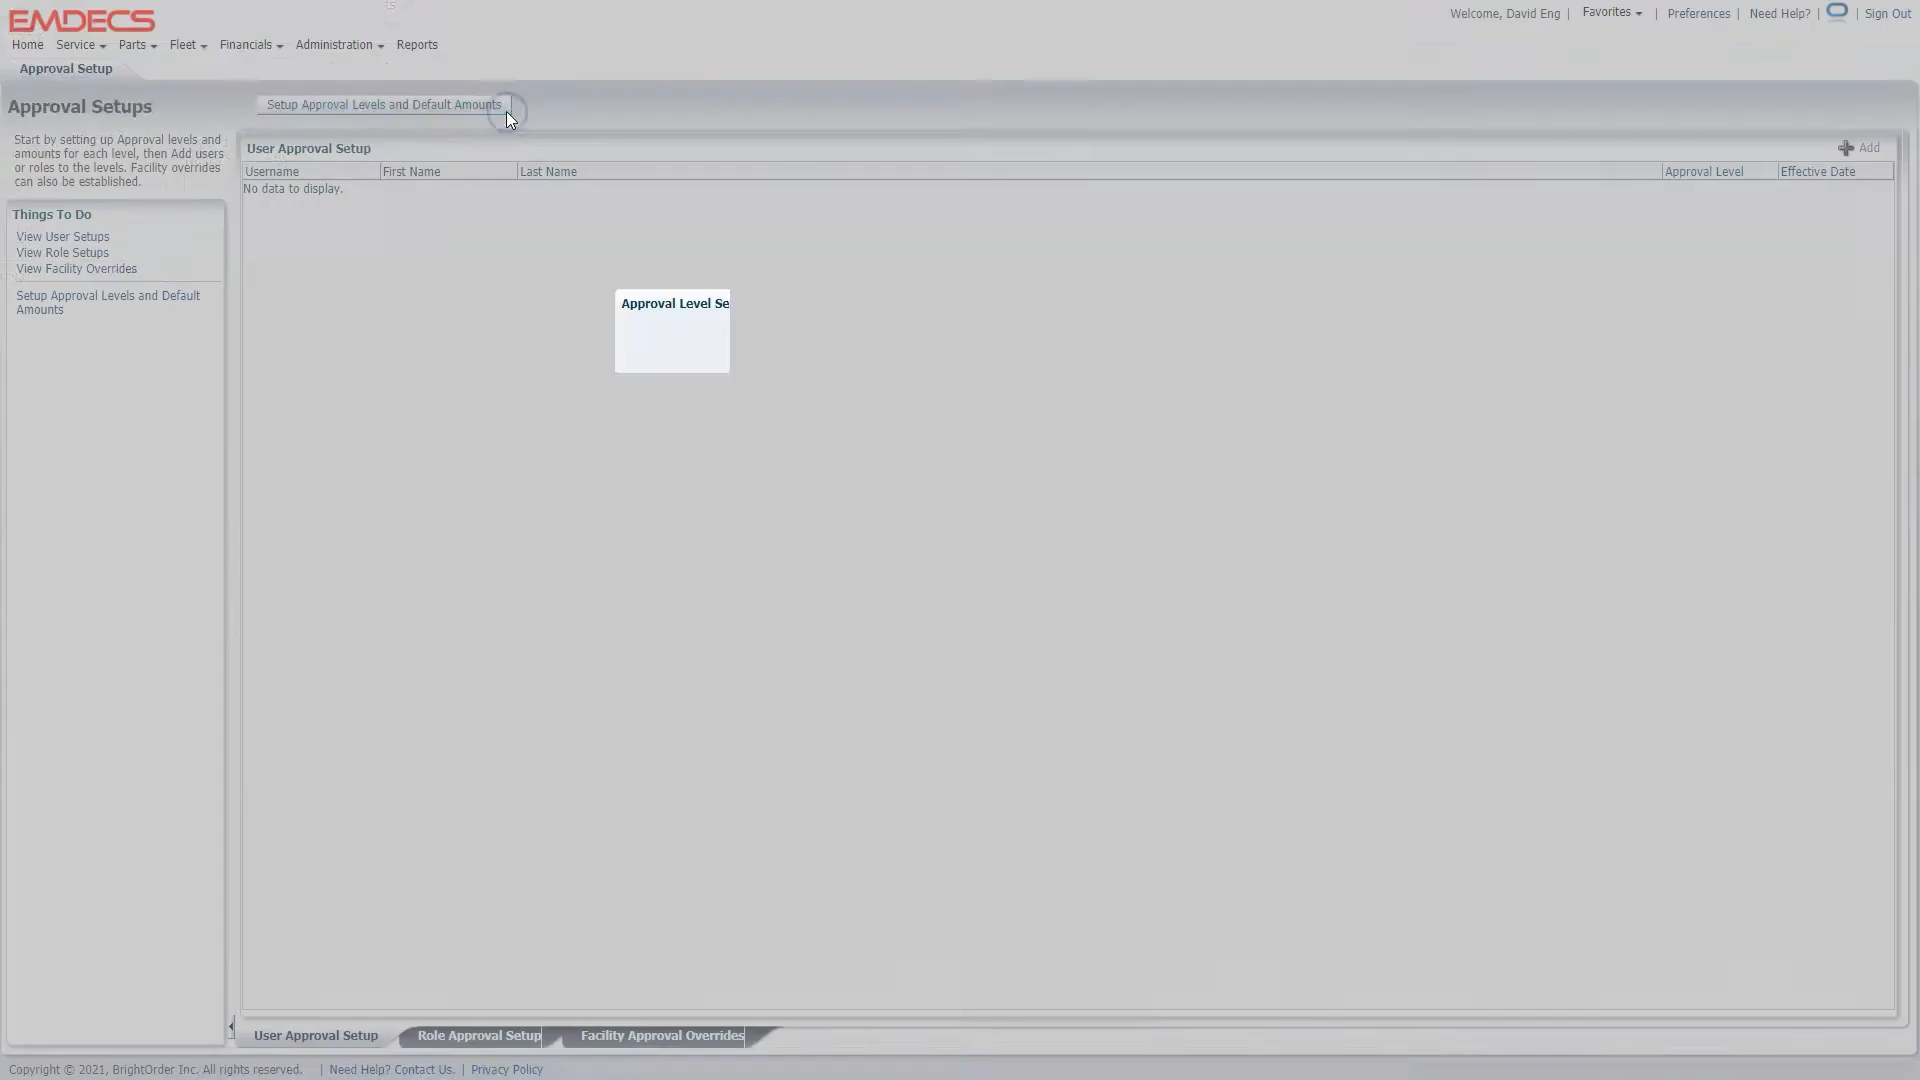 EMDECS
Welcome, David Eng | Favorites | Preferences | Need Help? | | Sign Out
Home Service Parts Fleet Financials Administration Reports
Approval Setup
Approval Setups
Setup Approval Levels and Default Amounts
Start by setting up Approval levels and
amounts for each level, then Add users
or roles to the levels. Facility overrides
can also be established.
User Approval Setup
Add
Username First Name Last Name Approval Level Effective Date
No data to display.
Things To Do
View User Setups
View Role Setups
View Facility Overrides
Setup Approval Levels and Default
Amounts
Approval Level Se
User Approval Setup Role Approval Setup Facility Approval Overrides
Copyright © 2021, BrightOrder Inc. All rights reserved. | Need Help? Contact Us. | Privacy Policy